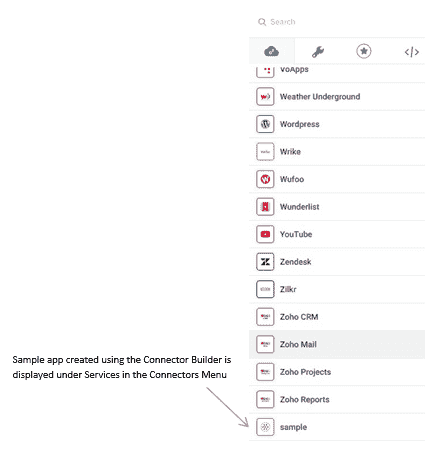 Search
VoApps
Weather Underground
Wordpress
Wrike
Wufoo
Wunderlist
YouTube
Zendesk
Zilkr
Zoho CRM
Zoho Mail
Zoho Projects
Zoho Reports
sample
Sample app created using the Connector Builder is
displayed under Services in the Connectors Menu